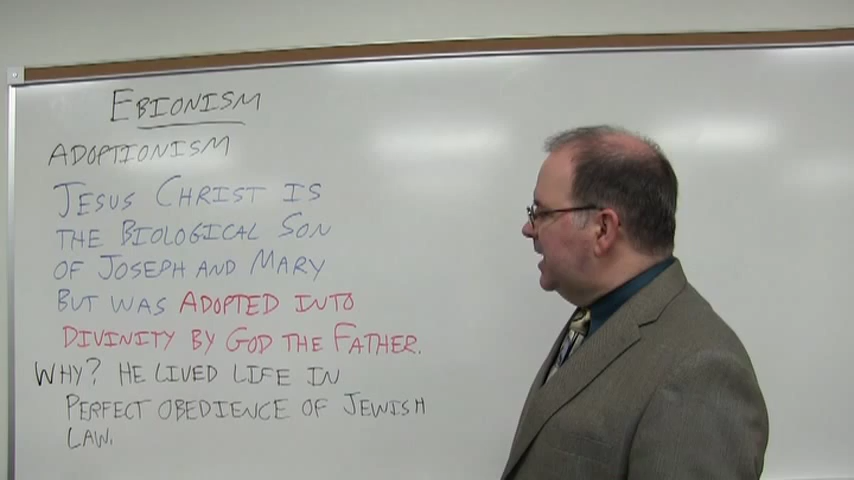 EBIONISM
ADOPTIONISM
JESUS CHRIST IS
THE BIOLOGICAL SON
OF JOSEPH AND MARY
BUT WAS ADOPTED INTO
DIVINITY BY GOD THE FATHER.
WHY? HE LIVED LIFE IN
PERFECT OBEDIENCE OF JEWISH
LAW.